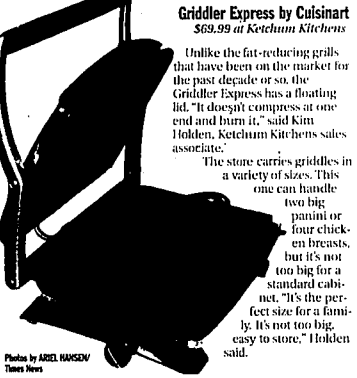 Griddler Express by Cuisinart
$69.99 at Ketchum Kitchens
Unlike the fat-reducing grills
that have been on the market for
the past decade or so, the
Griddler Express has a floating
lid. "It doesn't compress at one
end and burn it," said Kim
Holden, Ketchum Kitchens sales
associate.
The store carries griddles in
a variety of sizes. This
one can handle
two big
panini or
four chick-
en breasts,
but it's not
too big for a
standard cabi-
net. "It's the per-
fect size for a fami-
ly. It's not too big,
easy to store," Holden
said.
Photos by ARIEL HANSEN/
Times News